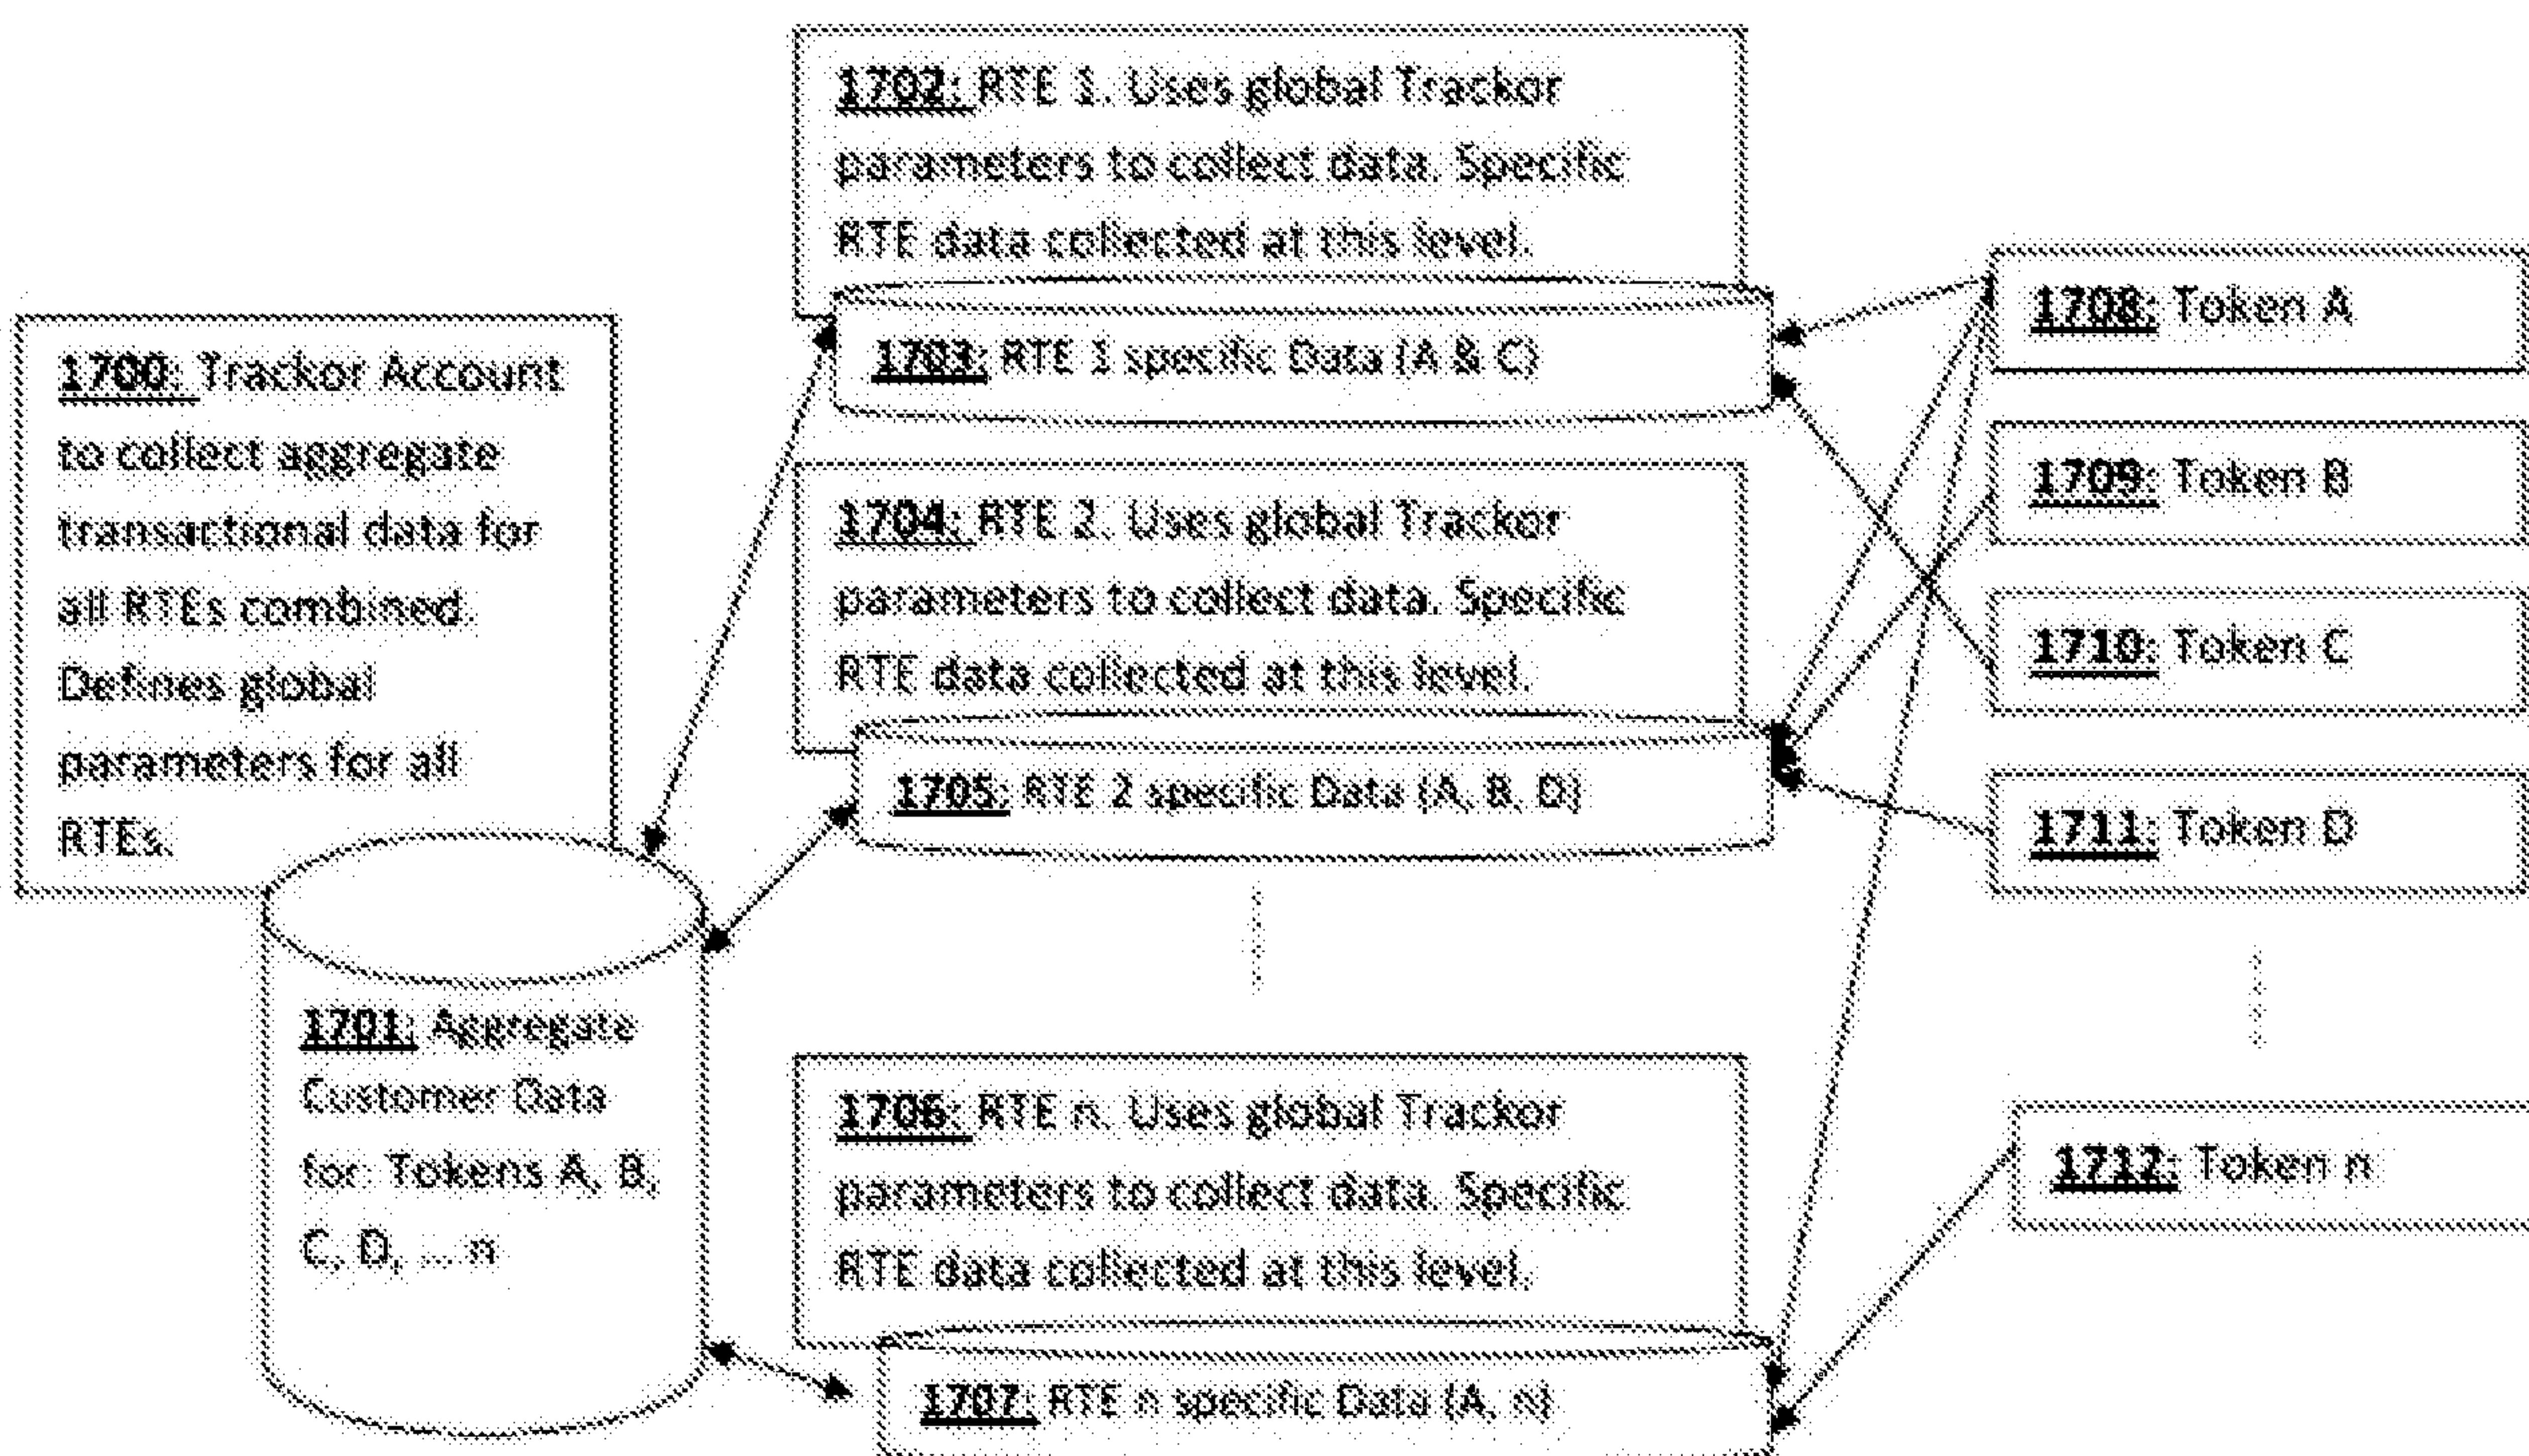 1700: Trackor Account
to collect aggregate
transactional data for
all RTEs combined.
Defines global
parameters for all
RTEs.
1701: Aggregate
Customer Data
for: Tokens A, B,
C, D, ... n
1702: RTE 1. Uses global Trackor
parameters to collect data. Specific
RTE data collected at this level.
1703: RTE 1 specific Data (A & C)
1704: RTE 2. Uses global Trackor
parameters to collect data. Specific
RTE data collected at this level.
1705: RTE 2 specific Data (A, B, D)
1706: RTE n. Uses global Trackor
parameters to collect data. Specific
RTE data collected at this level.
1707: RTE n specific Data (A, n)
1708: Token A
1709: Token B
1710: Token C
1711: Token D
1712: Token n